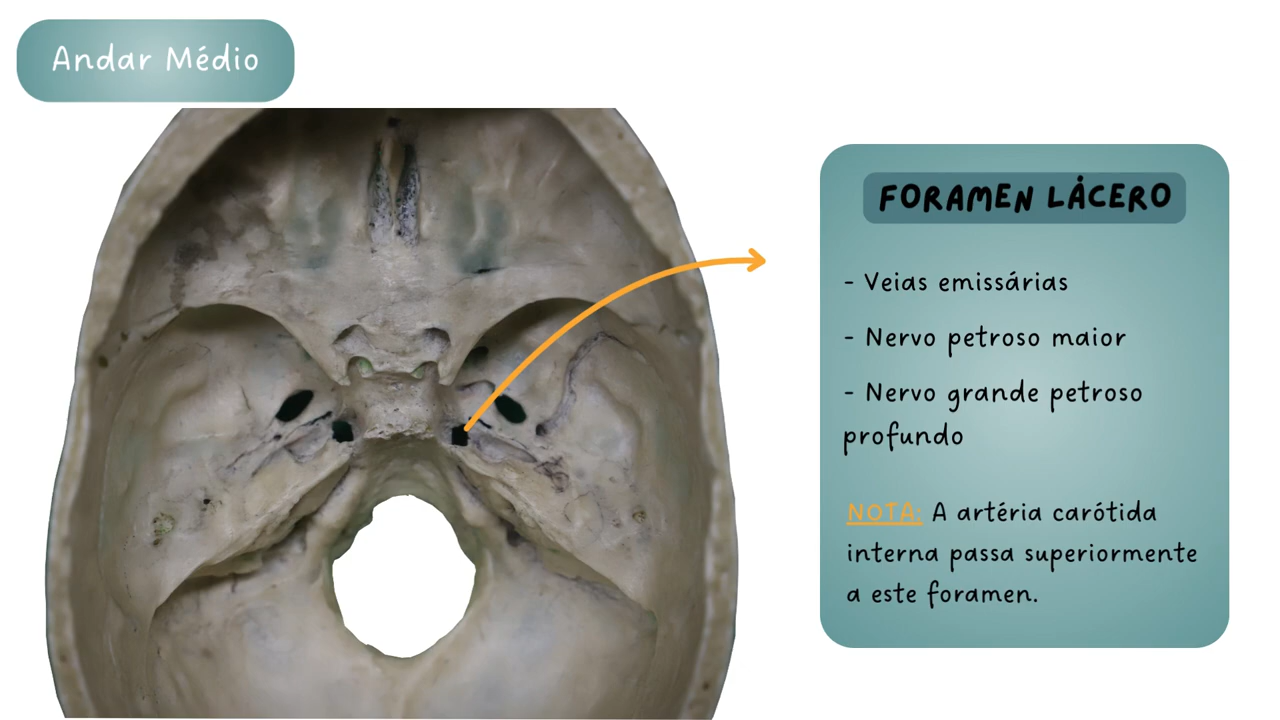 Andar Médio
FORAMEN LÁCERO
- Veias emissárias
- Nervo petroso maior
- Nervo grande petroso
profundo
NOTA: A artéria carótida
interna passa superiormente
a este foramen.